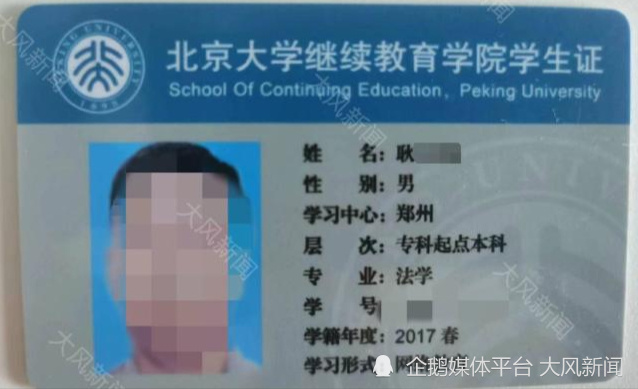 北京大学继续教育学院学生证
School Of Continuing Education, Peking University
PEKING UNIVERSITY
1898
姓 名：耿
性 别：男
学习中心：郑州
层 次：专科起点本科
专 业：法学
学 号
学籍年度：2017 春
学习形式：
企鹅媒体平台 大风新闻
大风新闻
大风新闻
大风新闻
大风新闻
大风新闻
大风新闻